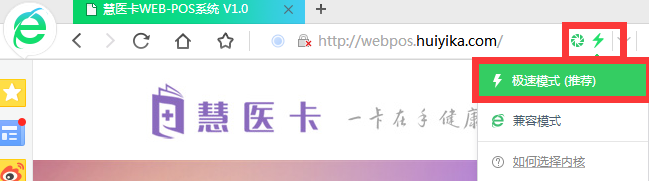 慧医卡WEB-POS系统 V1.0
http://webpos.huiyika.com/
极速模式 (推荐)
慧医卡 一卡在手 健康
兼容模式
如何选择内核